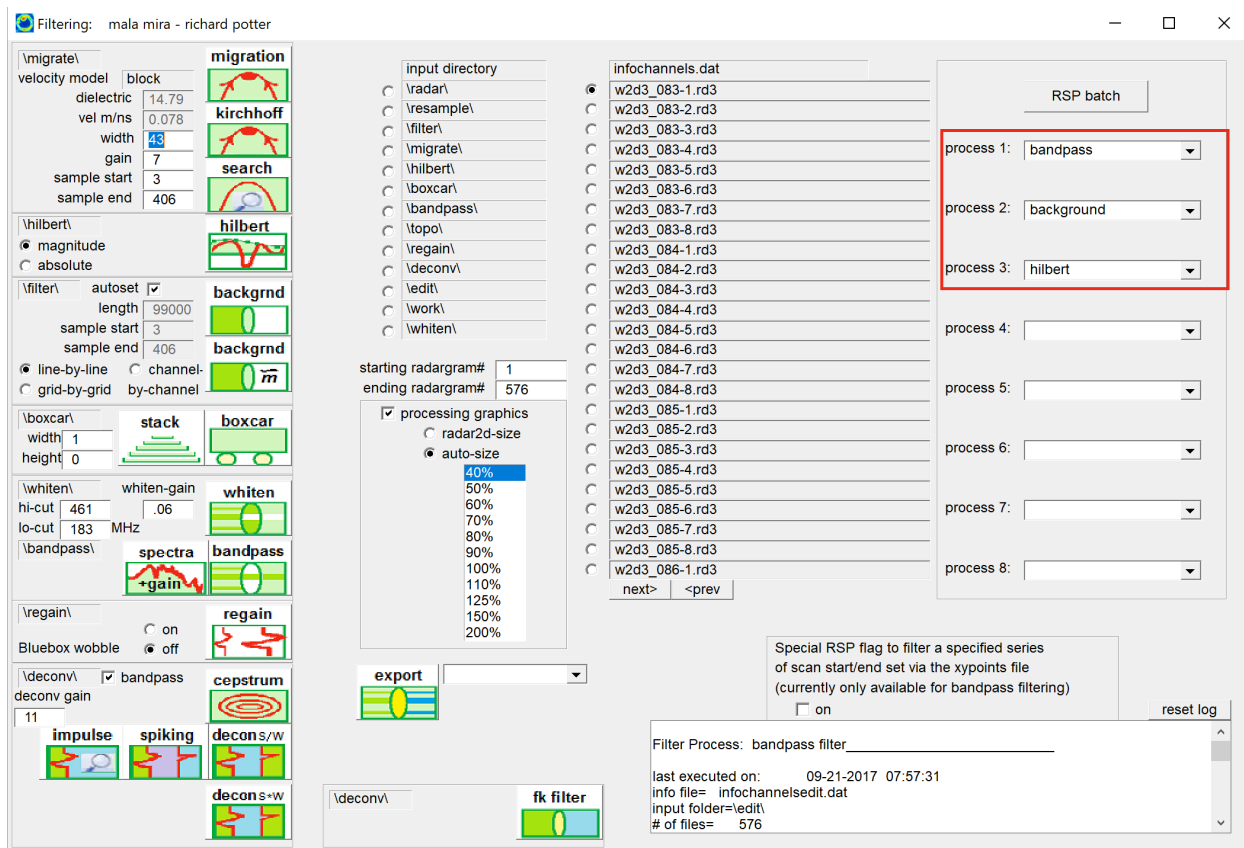 Filtering: mala mira - richard potter
\migrate\
migration
velocity model block
dielectric 14.79
vel m/ns 0.078
kirchhoff
width 43
gain 7
search
sample start 3
sample end 406
\hilbert\
hilbert
magnitude
absolute
\filter\ autoset
backgrnd
length 99000
sample start 3
sample end 406
backgrnd
line-by-line channel-
grid-by-grid by-channel
m
\boxcar\
stack
boxcar
width 1
height 0
\whiten\ whiten-gain
whiten
hi-cut 461 .06
lo-cut 183 MHz
\bandpass\
spectra
bandpass
+gain
\regain\
regain
on
Bluebox wobble off
\deconv\ bandpass
cepstrum
deconv gain
11
impulse
spiking
decon s/w
decon s*w
input directory
\radar\
\resample\
\filter\
\migrate\
\hilbert\
\boxcar\
\bandpass\
\topo\
\regain\
\deconv\
\edit\
\work\
\whiten\
starting radargram# 1
ending radargram# 576
processing graphics
radar2d-size
auto-size
40%
50%
60%
70%
80%
90%
100%
110%
125%
150%
200%
export
\deconv\
fk filter
infochannels.dat
w2d3_083-1.rd3
w2d3_083-2.rd3
w2d3_083-3.rd3
w2d3_083-4.rd3
w2d3_083-5.rd3
w2d3_083-6.rd3
w2d3_083-7.rd3
w2d3_083-8.rd3
w2d3_084-1.rd3
w2d3_084-2.rd3
w2d3_084-3.rd3
w2d3_084-4.rd3
w2d3_084-5.rd3
w2d3_084-6.rd3
w2d3_084-7.rd3
w2d3_084-8.rd3
w2d3_085-1.rd3
w2d3_085-2.rd3
w2d3_085-3.rd3
w2d3_085-4.rd3
w2d3_085-5.rd3
w2d3_085-6.rd3
w2d3_085-7.rd3
w2d3_085-8.rd3
w2d3_086-1.rd3
next> <prev
RSP batch
process 1: bandpass
process 2: background
process 3: hilbert
process 4:
process 5:
process 6:
process 7:
process 8:
Special RSP flag to filter a specified series
of scan start/end set via the xypoints file
(currently only available for bandpass filtering)
on
reset log
Filter Process: bandpass filter______________________________
last executed on: 09-21-2017 07:57:31
info file= infochannelsedit.dat
input folder=\edit\
# of files= 576